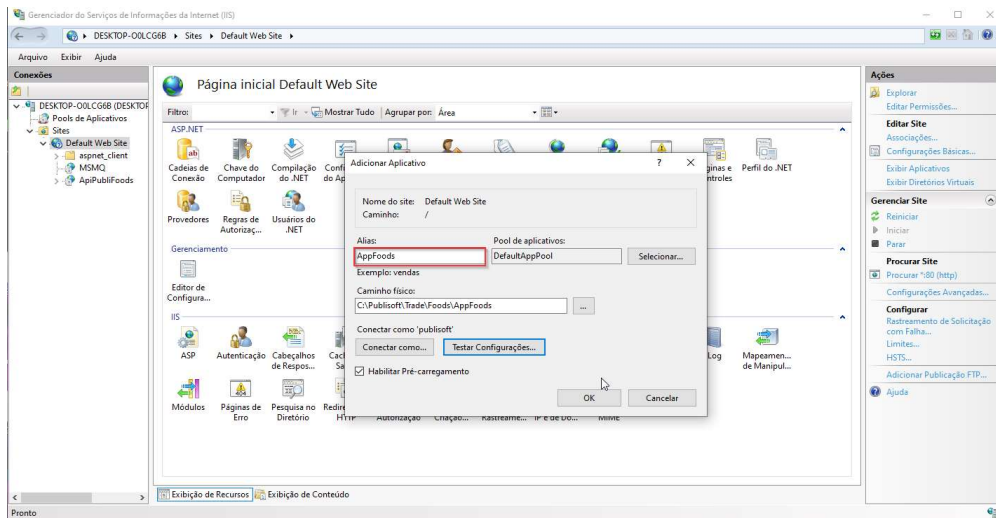 Gerenciador do Serviços de Informações da Internet (IIS)
DESKTOP-O0LCG6B Sites Default Web Site
Arquivo Exibir Ajuda
Conexões
DESKTOP-O0LCG6B (DESKTOP
Pools de Aplicativos
Sites
Default Web Site
aspnet_client
MSMQ
ApiPubliFoods
Página inicial Default Web Site
Filtro: Ir Mostrar Tudo Agrupar por: Área
ASP.NET
Cadeias de Conexão
Chave do Computador
Compilação do .NET
Perfil do .NET
Provedores
Regras de Autorizaç...
Usuários do .NET
Gerenciamento
Editor de Configura...
IIS
ASP
Autenticação
Cabeçalhos de Respos...
Log
Mapeamen... de Manipul...
Módulos
Páginas de Erro
Pesquisa no Diretório
Adicionar Aplicativo
Nome do site: Default Web Site
Caminho: /
Alias:
Pool de aplicativos:
AppFoods
DefaultAppPool
Selecionar...
Exemplo: vendas
Caminho físico:
C:\Publisoft\Trade\Foods\AppFoods
...
Conectar como 'publisoft'
Conectar como...
Testar Configurações...
Habilitar Pré-carregamento
OK
Cancelar
Exibição de Recursos
Exibição de Conteúdo
Ações
Explorar
Editar Permissões...
Editar Site
Associações...
Configurações Básicas...
Exibir Aplicativos
Exibir Diretórios Virtuais
Gerenciar Site
Reiniciar
Iniciar
Parar
Procurar Site
Procurar *:80 (http)
Configurações Avançadas...
Configurar
Rastreamento de Solicitação
com Falha...
Limites...
HSTS...
Adicionar Publicação FTP...
Ajuda
Pronto